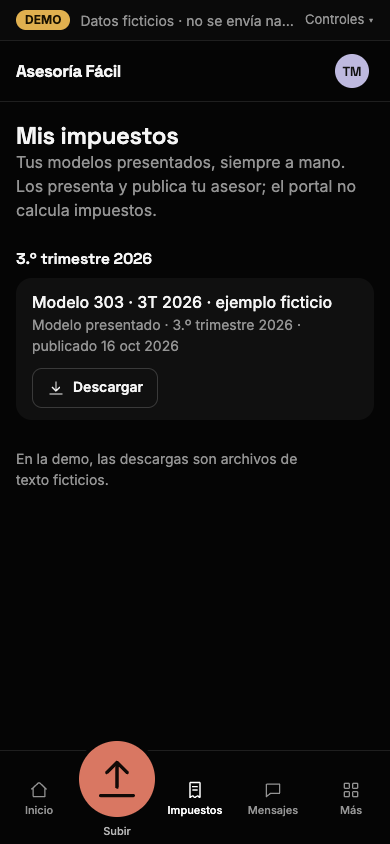 DEMO Datos ficticios · no se envía na... Controles
Asesoría Fácil TM
Mis impuestos
Tus modelos presentados, siempre a mano.
Los presenta y publica tu asesor; el portal no
calcula impuestos.
3.º trimestre 2026
Modelo 303 · 3T 2026 · ejemplo ficticio
Modelo presentado · 3.º trimestre 2026 ·
publicado 16 oct 2026
Descargar
En la demo, las descargas son archivos de
texto ficticios.
Inicio
Subir
Impuestos
Mensajes
Más